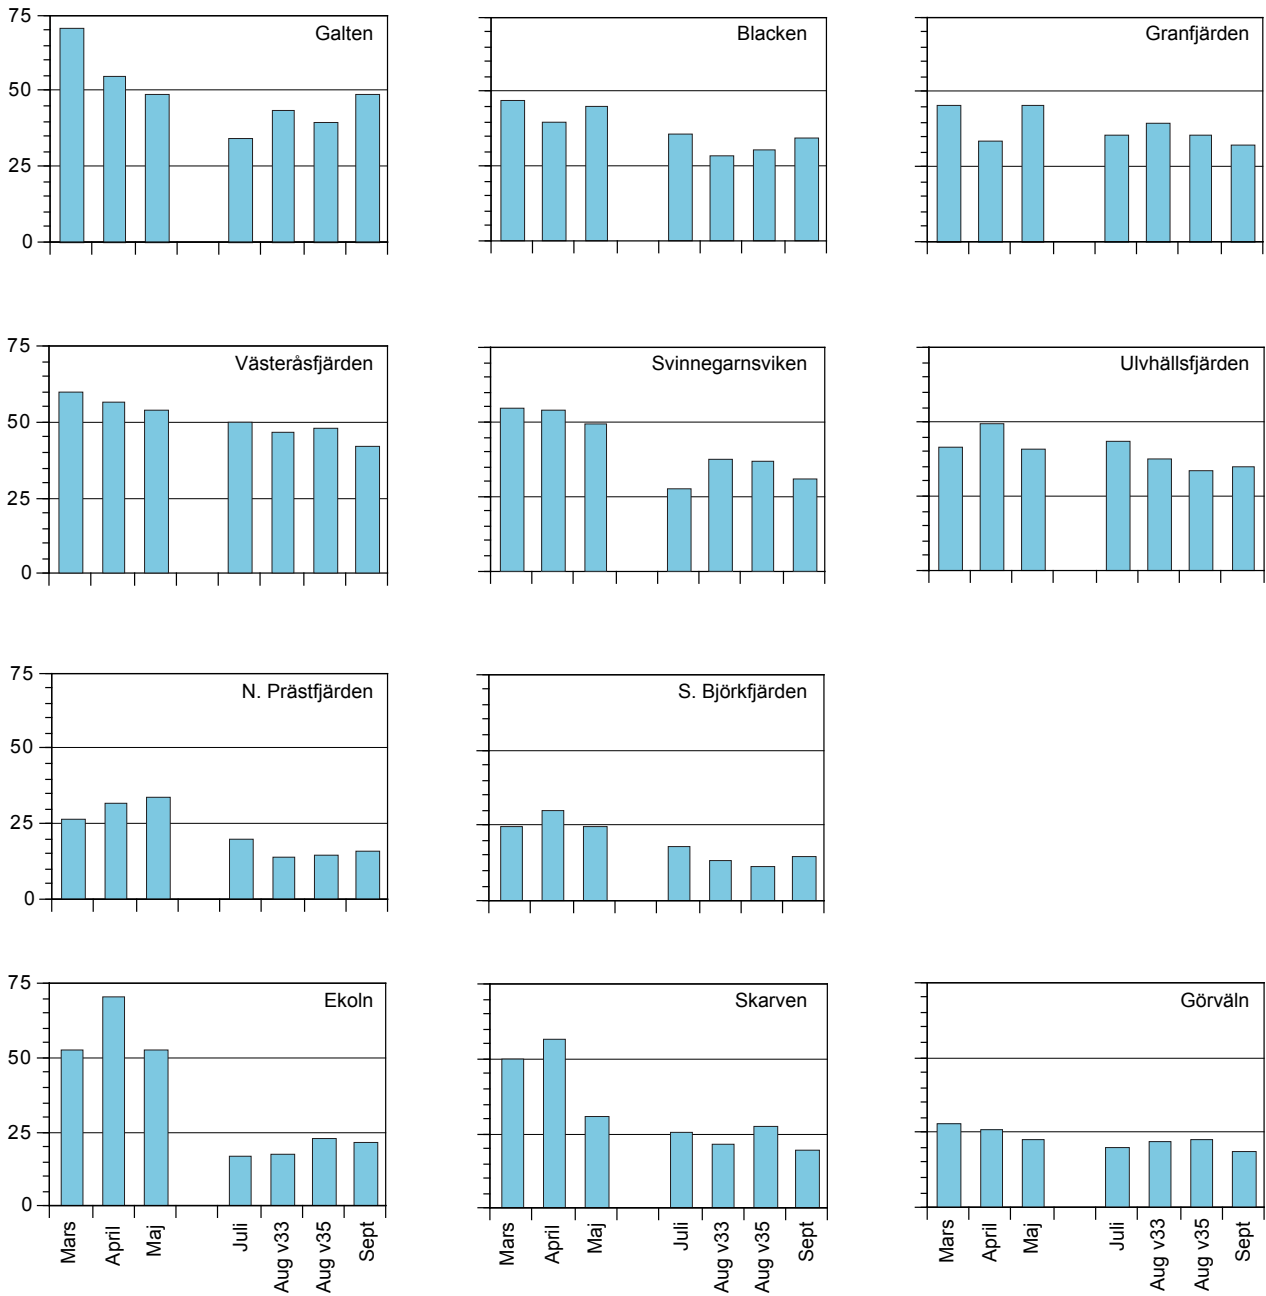 75
50
25
0
Galten
Blacken
Granfjärden
75
50
25
0
Västeråsfjärden
Svinnegarnsviken
Ulvhällsfjärden
75
50
25
0
N. Prästfjärden
S. Björkfjärden
75
50
25
0
Ekoln
Skarven
Görväln
Mars
April
Maj
Juli
Aug v33
Aug v35
Sept
Mars
April
Maj
Juli
Aug v33
Aug v35
Sept
Mars
April
Maj
Juli
Aug v33
Aug v35
Sept